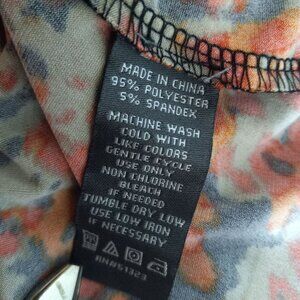 MADE IN CHINA
95% POLYESTER
5% SPANDEX
MACHINE WASH
COLD WITH
LIKE COLORS
GENTLE CYCLE
USE ONLY
NON CHLORINE
BLEACH
IF NEEDED
TUMBLE DRY LOW
USE LOW IRON
IF NECESSARY